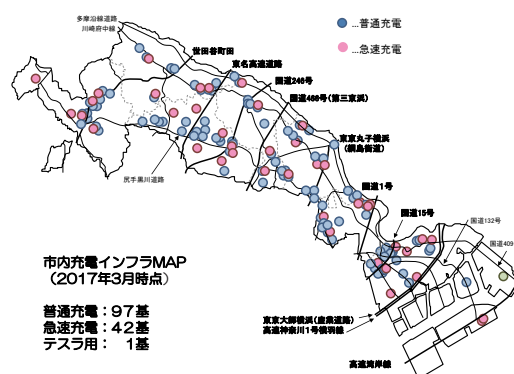 多摩沿線道路
川崎府中線
世田谷町田
東名高速道路
国道246号
国道466号(第三京浜)
東京丸子横浜
(綱島街道)
尻手黒川道路
国道1号
国道15号
国道132号
国道409
東京大師横浜(産業道路)
高速神奈川1号横羽線
高速湾岸線
●…普通充電
●…急速充電
市内充電インフラMAP
(2017年3月時点)
普通充電:97基
急速充電:42基
テスラ用: 1基